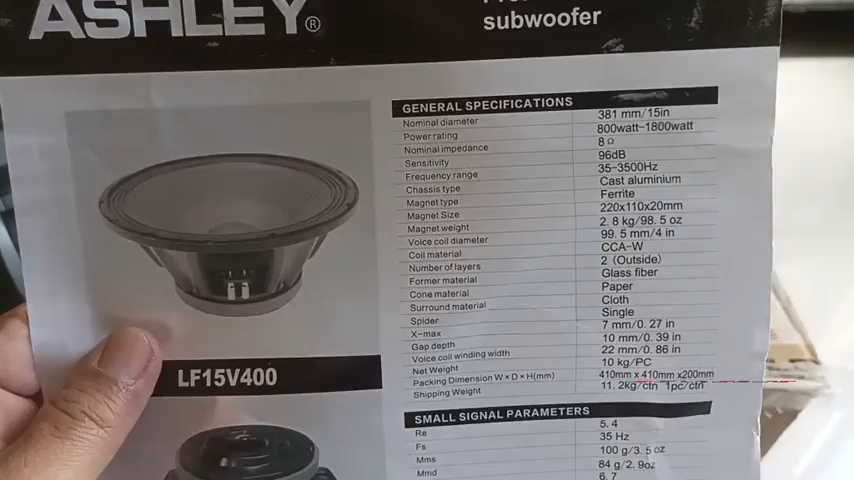 ASHLEY®
subwoofer
GENERAL SPECIFICATIONS
Nominal diameter 381 mm/15in
Power rating 800watt-1800watt
Nominal impedance 8Ω
Sensitivity 96dB
Frequency range 35-3500Hz
Chassis type Cast aluminium
Magnet type Ferrite
Magnet Size 220x110x20mm
Magnet weight 2.8 kg/98.5 oz
Voice coil diameter 99.5 mm/4 in
Coil material CCA-W
Number of layers 2 (Outside)
Former material Glass fiber
Cone material Paper
Surround material Cloth
Spider Single
X-max 7 mm/0.27 in
Gap depth 10 mm/0.39 in
Voice coil winding width 22 mm/0.86 in
Net Weight 10 kg/PC
Packing Dimension W×D×H(mm) 410mm x 410mm x200mm
Shipping Weight 11.2kg/ctn 1pc/ctn
LF15V400
SMALL SIGNAL PARAMETERS
Re 5.4
Fs 35 Hz
Mms 100 g/3.5 oz
Mmd 84 g/2.9oz
6.7